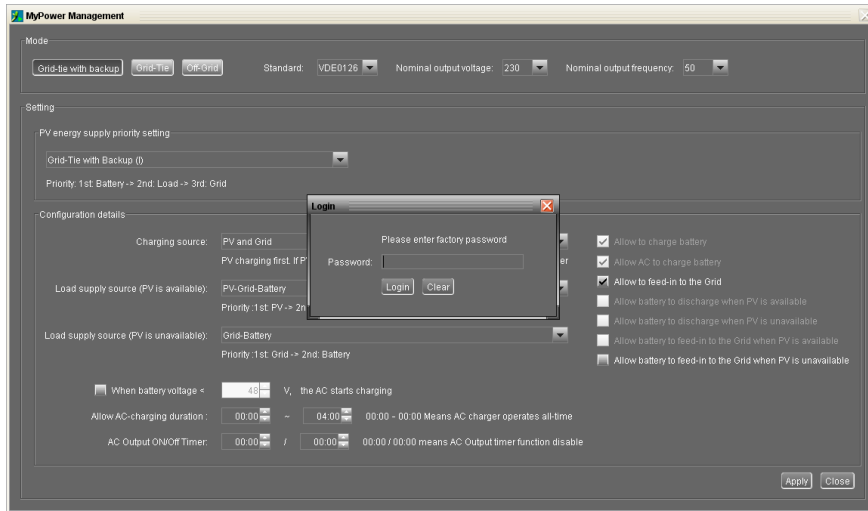 MyPower Management
Mode
Grid-tie with backup Grid-Tie Off-Grid Standard: VDE0126 Nominal output voltage: 230 Nominal output frequency: 50
Setting
PV energy supply priority setting
Grid-Tie with Backup (I)
Priority: 1st: Battery -> 2nd: Load -> 3rd: Grid
Configuration details
Login
Please enter factory password
Password:
Login Clear
Charging source: PV and Grid
PV charging first. If P er
Load supply source (PV is available): PV-Grid-Battery
Priority :1st: PV -> 2n
Load supply source (PV is unavailable): Grid-Battery
Priority :1st: Grid -> 2nd: Battery
Allow to charge battery
Allow AC to charge battery
Allow to feed-in to the Grid
Allow battery to discharge when PV is available
Allow battery to discharge when PV is unavailable
Allow battery to feed-in to the Grid when PV is available
Allow battery to feed-in to the Grid when PV is unavailable
When battery voltage < 48 V, the AC starts charging
Allow AC-charging duration : 00:00 – 04:00 00:00 - 00:00 Means AC charger operates all-time
AC Output ON/Off Timer: 00:00 / 00:00 00:00 / 00:00 means AC Output timer function disable
Apply Close